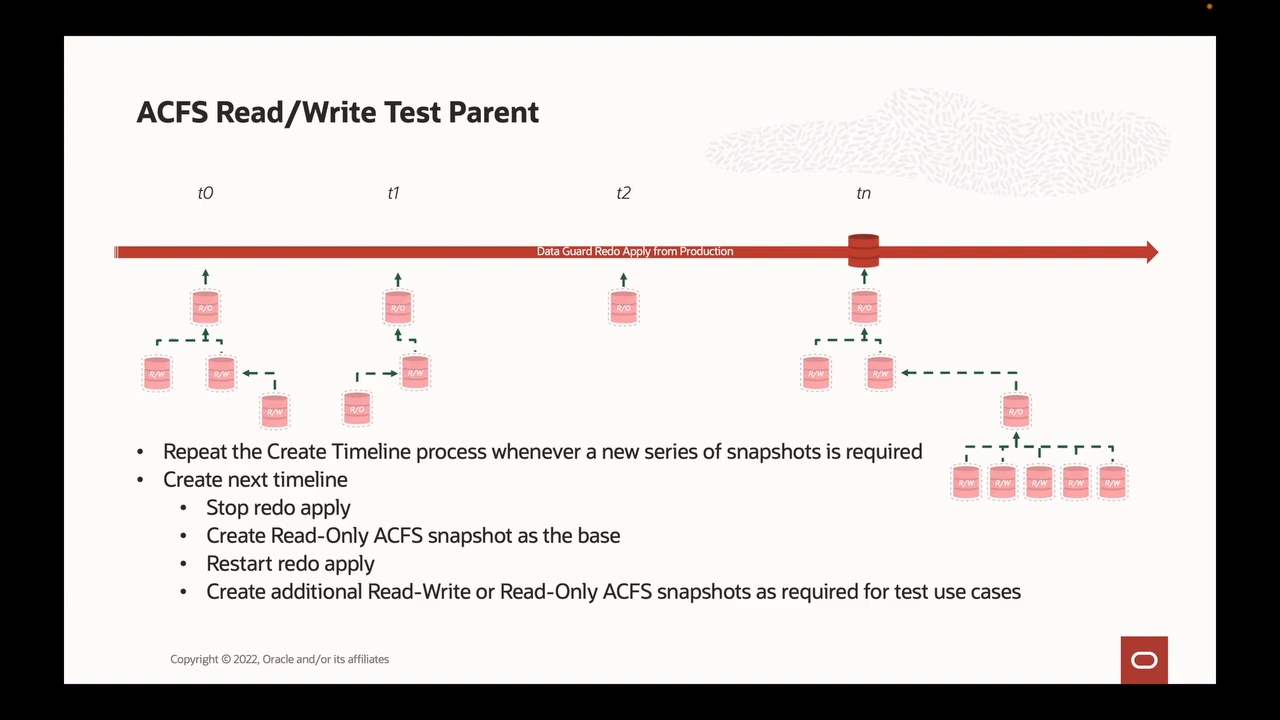 ACFS Read/Write Test Parent
t0 t1 t2 tn
Data Guard Redo Apply from Production
R/O R/O R/O R/O
R/W R/W R/W R/W R/W
R/W R/O R/O
• Repeat the Create Timeline process whenever a new series of snapshots is required
• Create next timeline
R/W R/W R/W R/W R/W
• Stop redo apply
• Create Read-Only ACFS snapshot as the base
• Restart redo apply
• Create additional Read-Write or Read-Only ACFS snapshots as required for test use cases
Copyright © 2022, Oracle and/or its affiliates